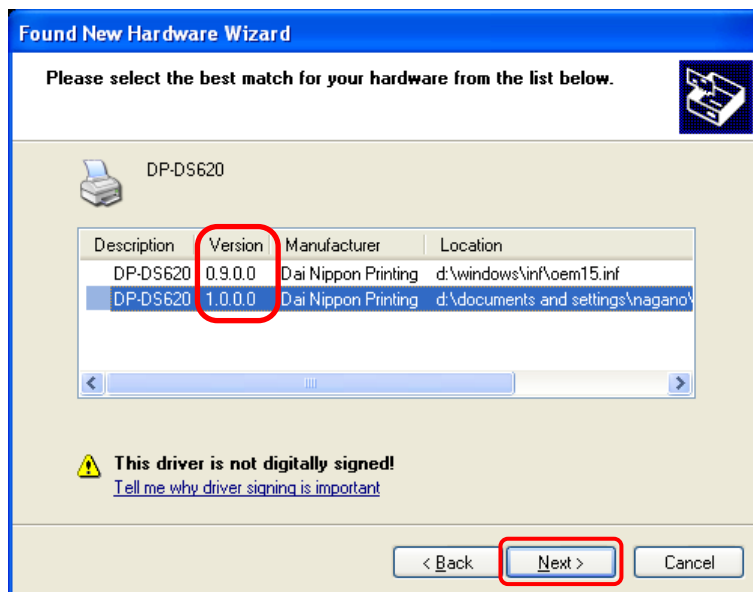 Found New Hardware Wizard
Please select the best match for your hardware from the list below.
DP-DS620
Description Version Manufacturer Location
DP-DS620 0.9.0.0 Dai Nippon Printing d:\windows\inf\oem15.inf
DP-DS620 1.0.0.0 Dai Nippon Printing d:\documents and settings\nagano\
This driver is not digitally signed!
Tell me why driver signing is important
< Back Next > Cancel